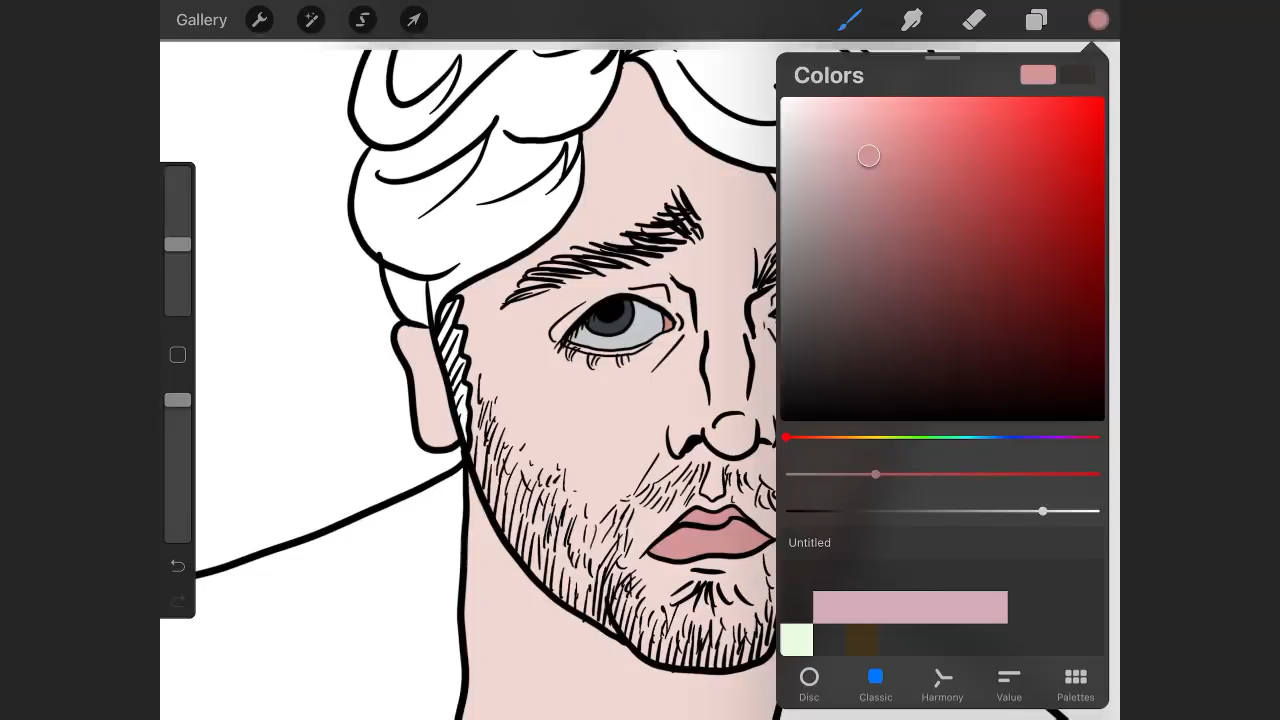 Gallery
Colors
Untitled
Disc
Classic
Harmony
Value
Palettes